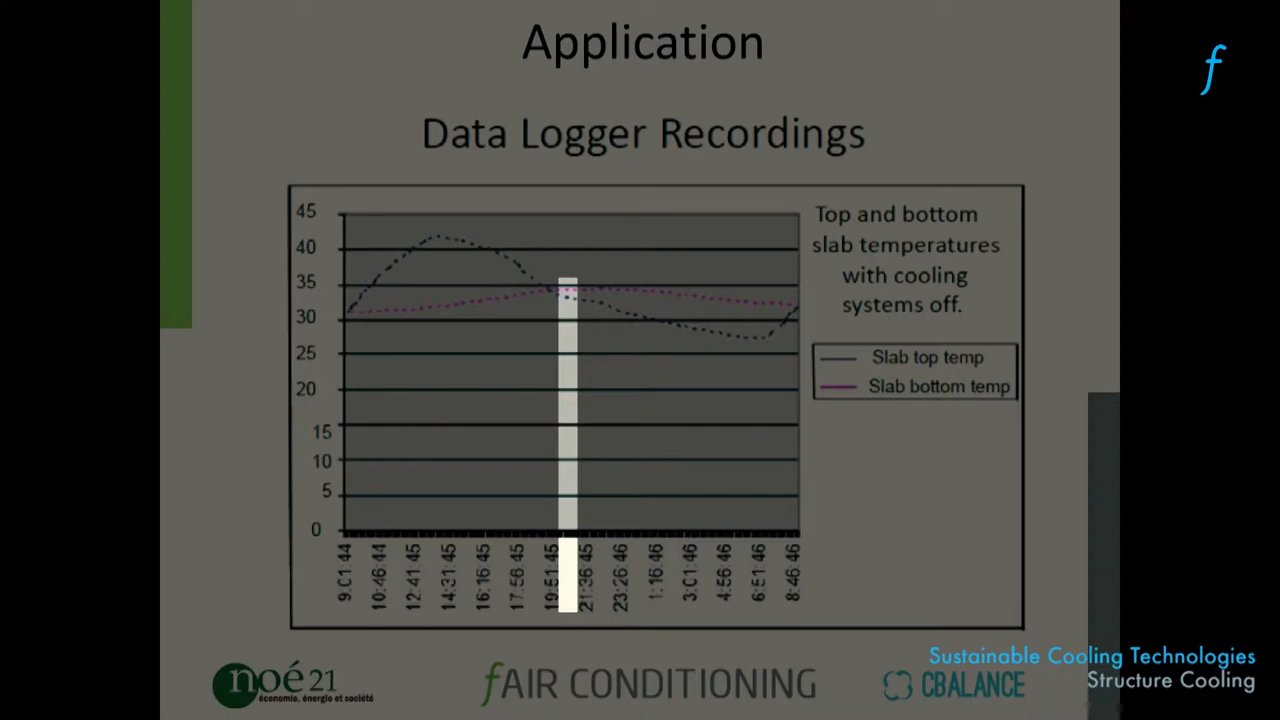 Application
f
Data Logger Recordings
45
40
35
30
25
20
15
10
5
0
9:01:44
10:46:44
12:41:45
14:31:45
16:16:45
17:56:45
19:51:45
21:36:45
23:26:46
1:16:46
3:01:46
4:56:46
6:51:46
8:46:46
Top and bottom
slab temperatures
with cooling
systems off.
Slab top temp
Slab bottom temp
noé21
économie, énergie et société
fAIR CONDITIONING
CBALANCE
Sustainable Cooling Technologies
Structure Cooling